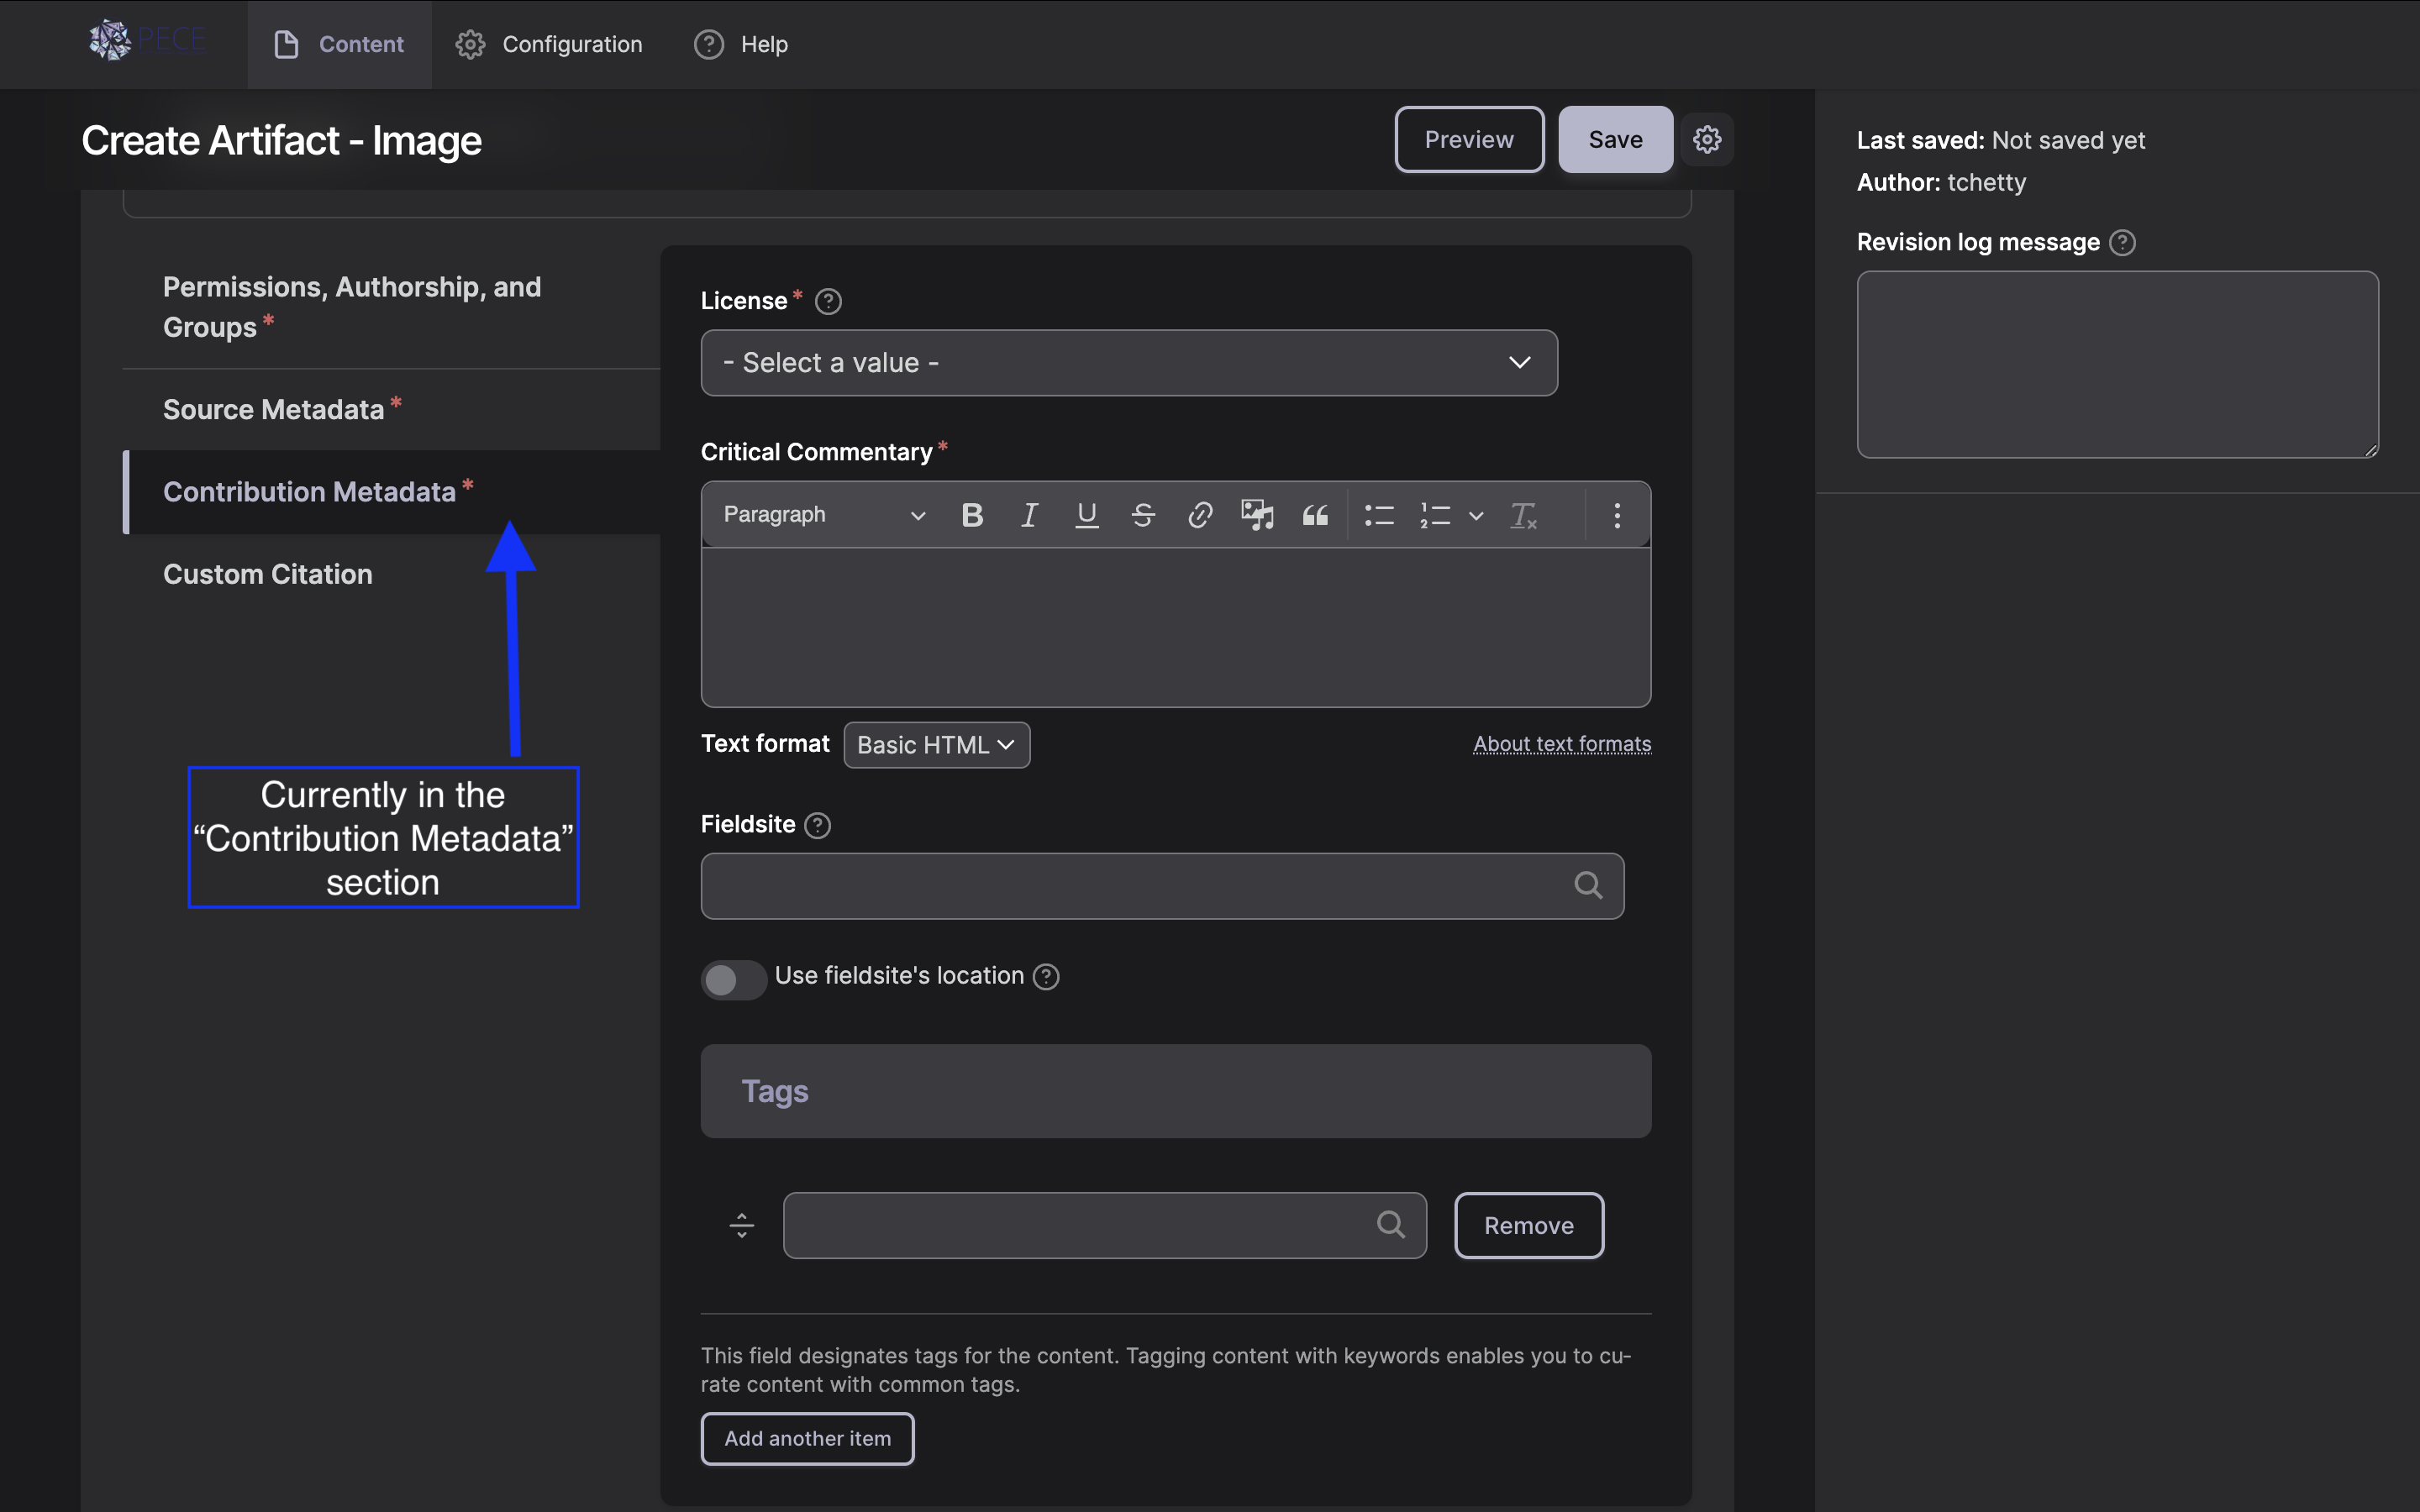 PECE
Content
Configuration
Help
Create Artifact - Image
Preview
Save
Last saved: Not saved yet
Author: tchetty
Revision log message
Permissions, Authorship, and
Groups *
Source Metadata *
Contribution Metadata *
Custom Citation
Currently in the
“Contribution Metadata”
section
License *
- Select a value -
Critical Commentary *
Paragraph
Text format
Basic HTML
About text formats
Fieldsite
Use fieldsite's location
Tags
Remove
This field designates tags for the content. Tagging content with keywords enables you to cu-
rate content with common tags.
Add another item